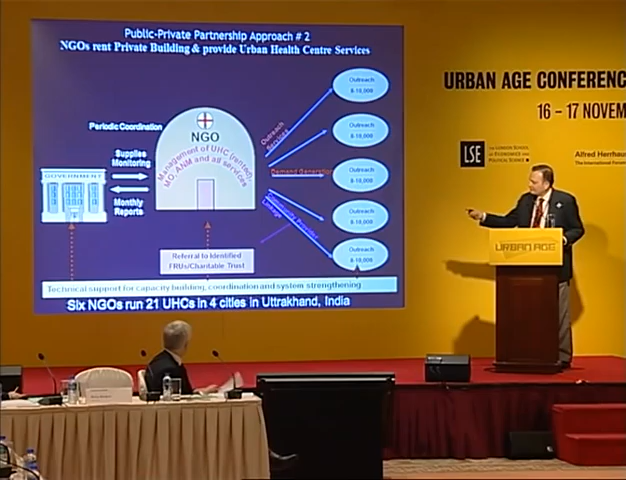 Public-Private Partnership Approach # 2
NGOs rent Private Building & provide Urban Health Centre Services
Periodic Coordination
Supplies
Monitoring
Monthly
Reports
GOVERNMENT
NGO
Management of UHC (rented),
MO, ANM and all services
Outreach
Services
Demand Generation
Outreach
8-10,000
Outreach
8-10,000
Outreach
8-10,000
Outreach
8-10,000
Outreach
8-10,000
Referral to Identified
FRUs/Charitable Trust
Technical support for capacity building, coordination and system strengthening
Six NGOs run 21 UHCs in 4 cities in Uttrakhand, India
URBAN AGE CONFERENC
16 – 17 NOVEM
LSE
THE LONDON SCHOOL
OF ECONOMICS AND
POLITICAL SCIENCE
Alfred Herrhaus
The International Forum
URBAN AGE